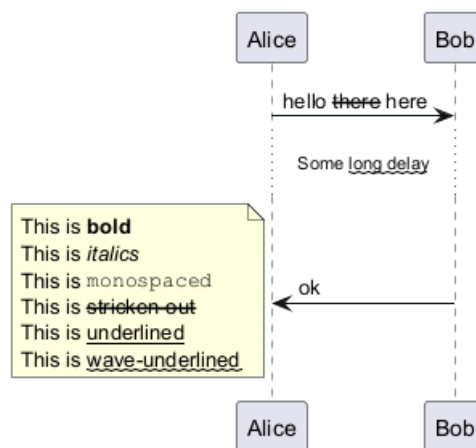 Alice
Bob
hello there here
Some long delay
ok
This is bold
This is italics
This is monospaced
This is stricken out
This is underlined
This is wave-underlined
Alice
Bob